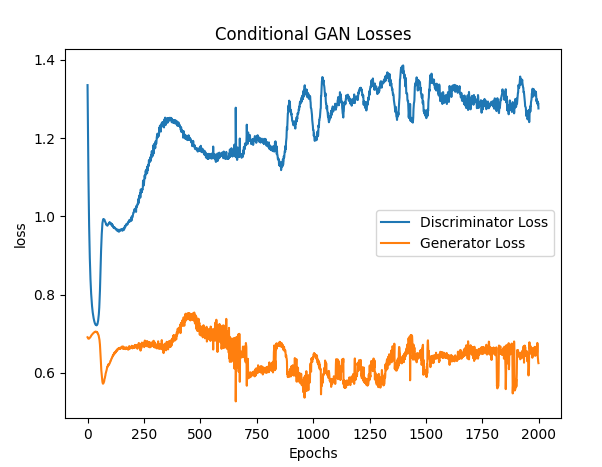 Conditional GAN Losses
1.4
1.2
1.0
0.8
0.6
loss
Discriminator Loss
Generator Loss
0 250 500 750 1000 1250 1500 1750 2000
Epochs